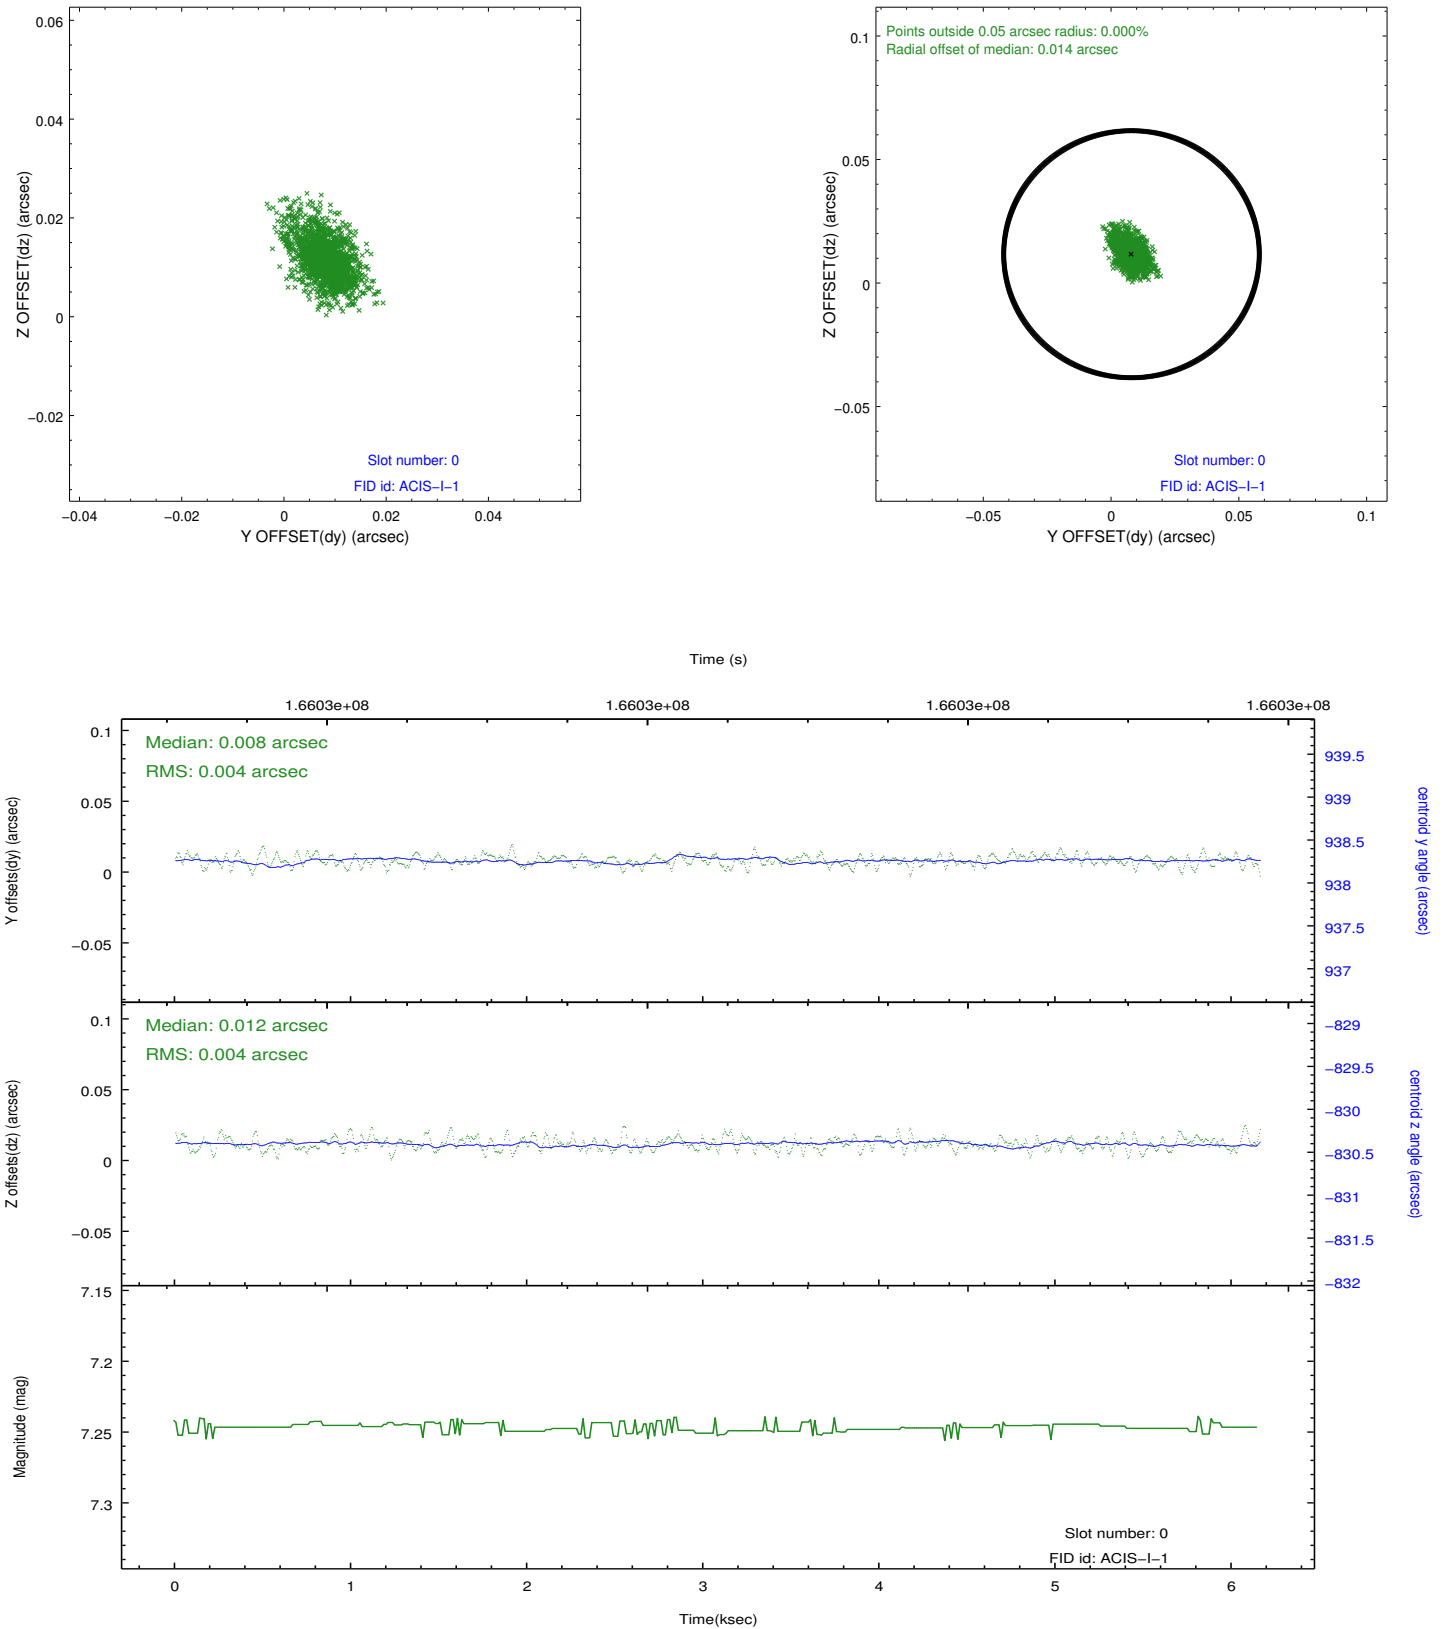 0.06
0.04
0.02
0
−0.02
Z OFFSET(dz) (arcsec)
Slot number: 0
FID id: ACIS−I−1
−0.04
−0.02
0
0.02
0.04
Y OFFSET(dy) (arcsec)
Points outside 0.05 arcsec radius: 0.000%
Radial offset of median: 0.014 arcsec
0.1
0.05
0
−0.05
Z OFFSET(dz) (arcsec)
Slot number: 0
FID id: ACIS−I−1
−0.05
0
0.05
0.1
Y OFFSET(dy) (arcsec)
Time (s)
1.6603e+08
1.6603e+08
1.6603e+08
1.6603e+08
Median: 0.008 arcsec
RMS: 0.004 arcsec
0.1
0.05
0
−0.05
Y offsets(dy) (arcsec)
939.5
939
938.5
938
937.5
937
centroid y angle (arcsec)
Median: 0.012 arcsec
RMS: 0.004 arcsec
0.1
0.05
0
−0.05
Z offsets(dz) (arcsec)
−829
−829.5
−830
−830.5
−831
−831.5
−832
centroid z angle (arcsec)
7.15
7.2
7.25
7.3
Magnitude (mag)
Slot number: 0
FID id: ACIS−I−1
0
1
2
3
4
5
6
Time(ksec)